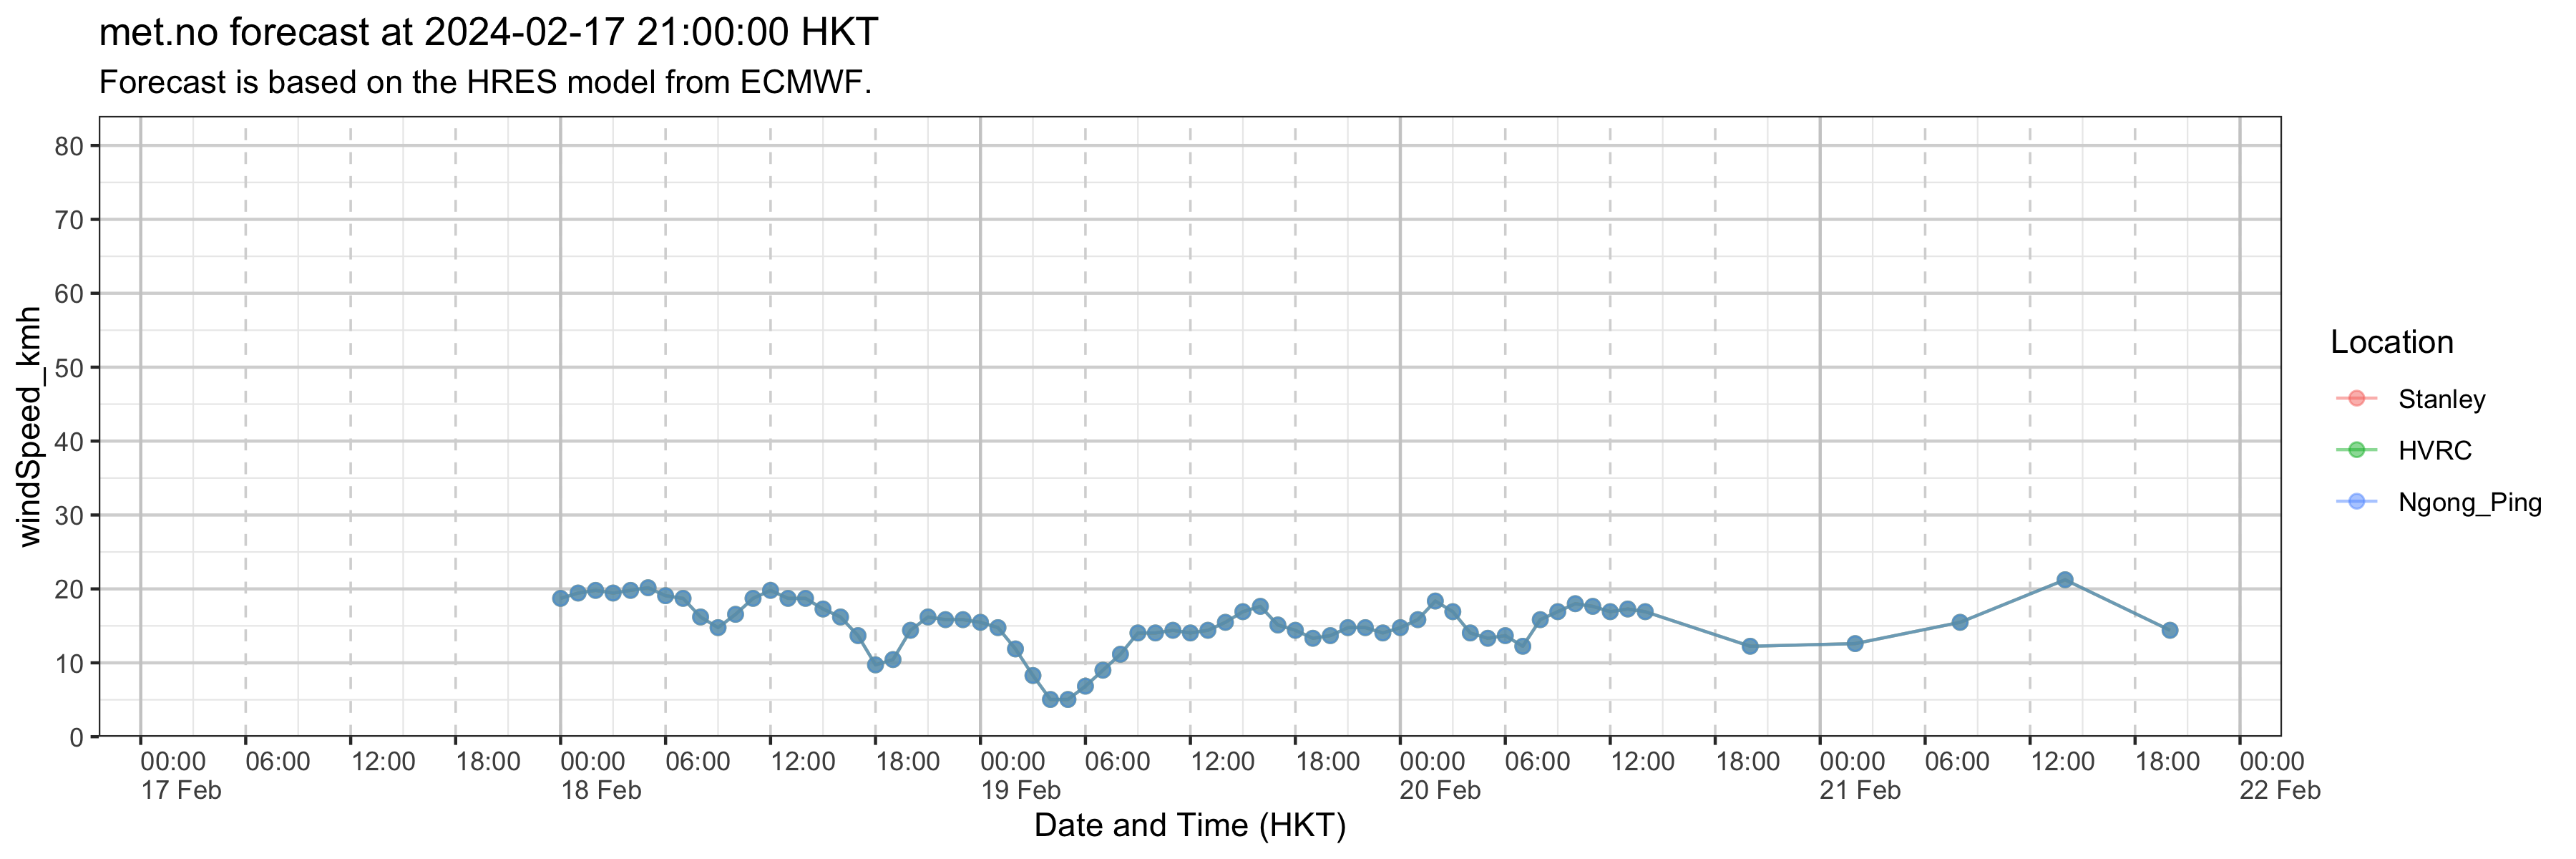 met.no forecast at 2024-02-17 21:00:00 HKT
Forecast is based on the HRES model from ECMWF.
windSpeed_kmh
80
70
60
50
40
30
20
10
0
00:00 06:00 12:00 18:00 00:00 06:00 12:00 18:00 00:00 06:00 12:00 18:00 00:00 06:00 12:00 18:00 00:00 06:00 12:00 18:00 00:00
17 Feb 18 Feb 19 Feb 20 Feb 21 Feb 22 Feb
Date and Time (HKT)
Location
Stanley
HVRC
Ngong_Ping